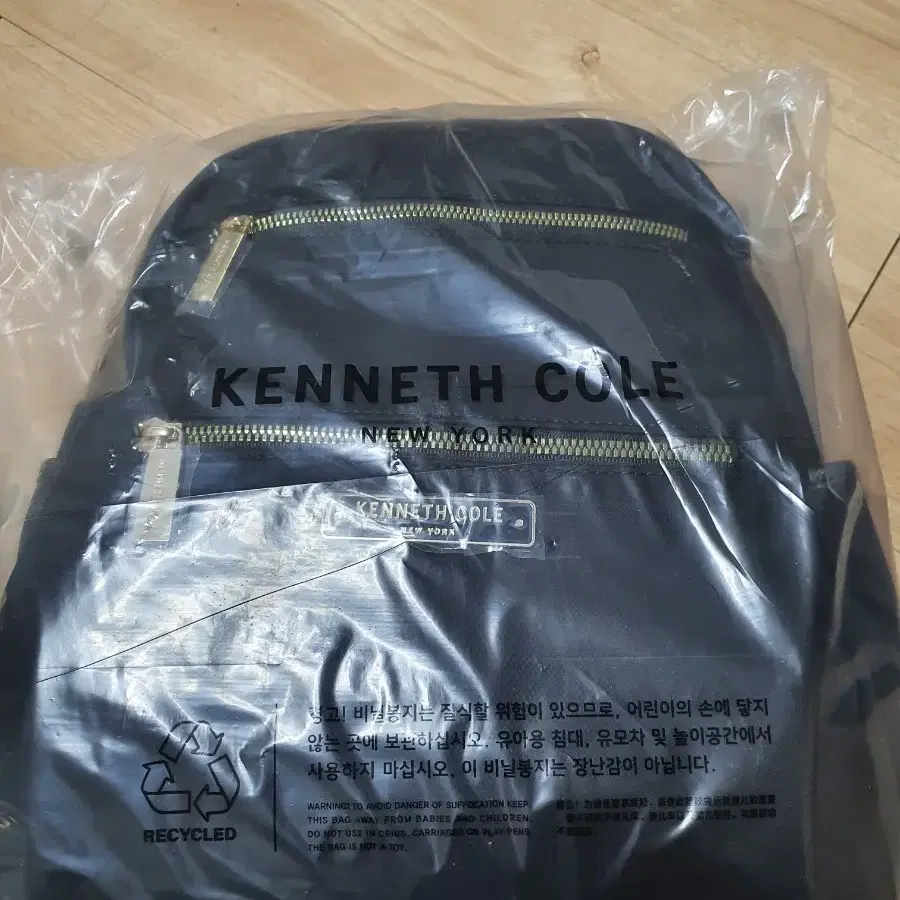 KENNETH COLE
NEW YORK
KENNETH COLE
NEW YORK
경고! 비닐봉지는 질식할 위험이 있으므로, 어린이의 손에 닿지
않는 곳에 보관하십시오. 유아용 침대, 유모차 및 놀이공간에서
사용하지 마십시오. 이 비닐봉지는 장난감이 아닙니다.
RECYCLED
WARNING! TO AVOID DANGER OF SUFFOCATION KEEP
THIS BAG AWAY FROM BABIES AND CHILDREN.
DO NOT USE IN CRIBS, CARRIAGES OR PLAY PENS.
THE BAG IS NOT A TOY.